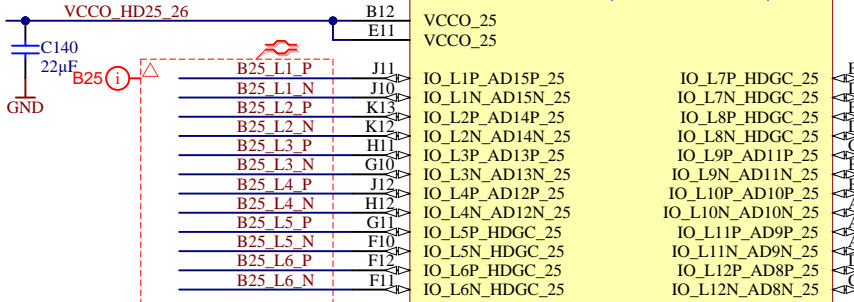 VCCO_HD25_26
B12
VCCO_25
E11
VCCO_25
C140
22µF
GND
B25
i
B25_L1_P J11 IO_L1P_AD15P_25 IO_L7P_HDGC_25
B25_L1_N J10 IO_L1N_AD15N_25 IO_L7N_HDGC_25
B25_L2_P K13 IO_L2P_AD14P_25 IO_L8P_HDGC_25
B25_L2_N K12 IO_L2N_AD14N_25 IO_L8N_HDGC_25
B25_L3_P H11 IO_L3P_AD13P_25 IO_L9P_AD11P_25
B25_L3_N G10 IO_L3N_AD13N_25 IO_L9N_AD11N_25
B25_L4_P J12 IO_L4P_AD12P_25 IO_L10P_AD10P_25
B25_L4_N H12 IO_L4N_AD12N_25 IO_L10N_AD10N_25
B25_L5_P G11 IO_L5P_HDGC_25 IO_L11P_AD9P_25
B25_L5_N F10 IO_L5N_HDGC_25 IO_L11N_AD9N_25
B25_L6_P F12 IO_L6P_HDGC_25 IO_L12P_AD8P_25
B25_L6_N F11 IO_L6N_HDGC_25 IO_L12N_AD8N_25